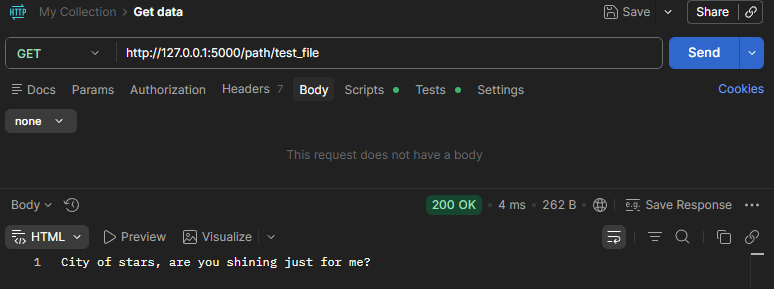 HTTP My Collection > Get data Save Share
GET http://127.0.0.1:5000/path/test_file Send
Docs Params Authorization Headers 7 Body Scripts Tests Settings Cookies
none
This request does not have a body
Body 200 OK • 4 ms • 262 B • e.g. Save Response
HTML Preview Visualize
1 City of stars, are you shining just for me?